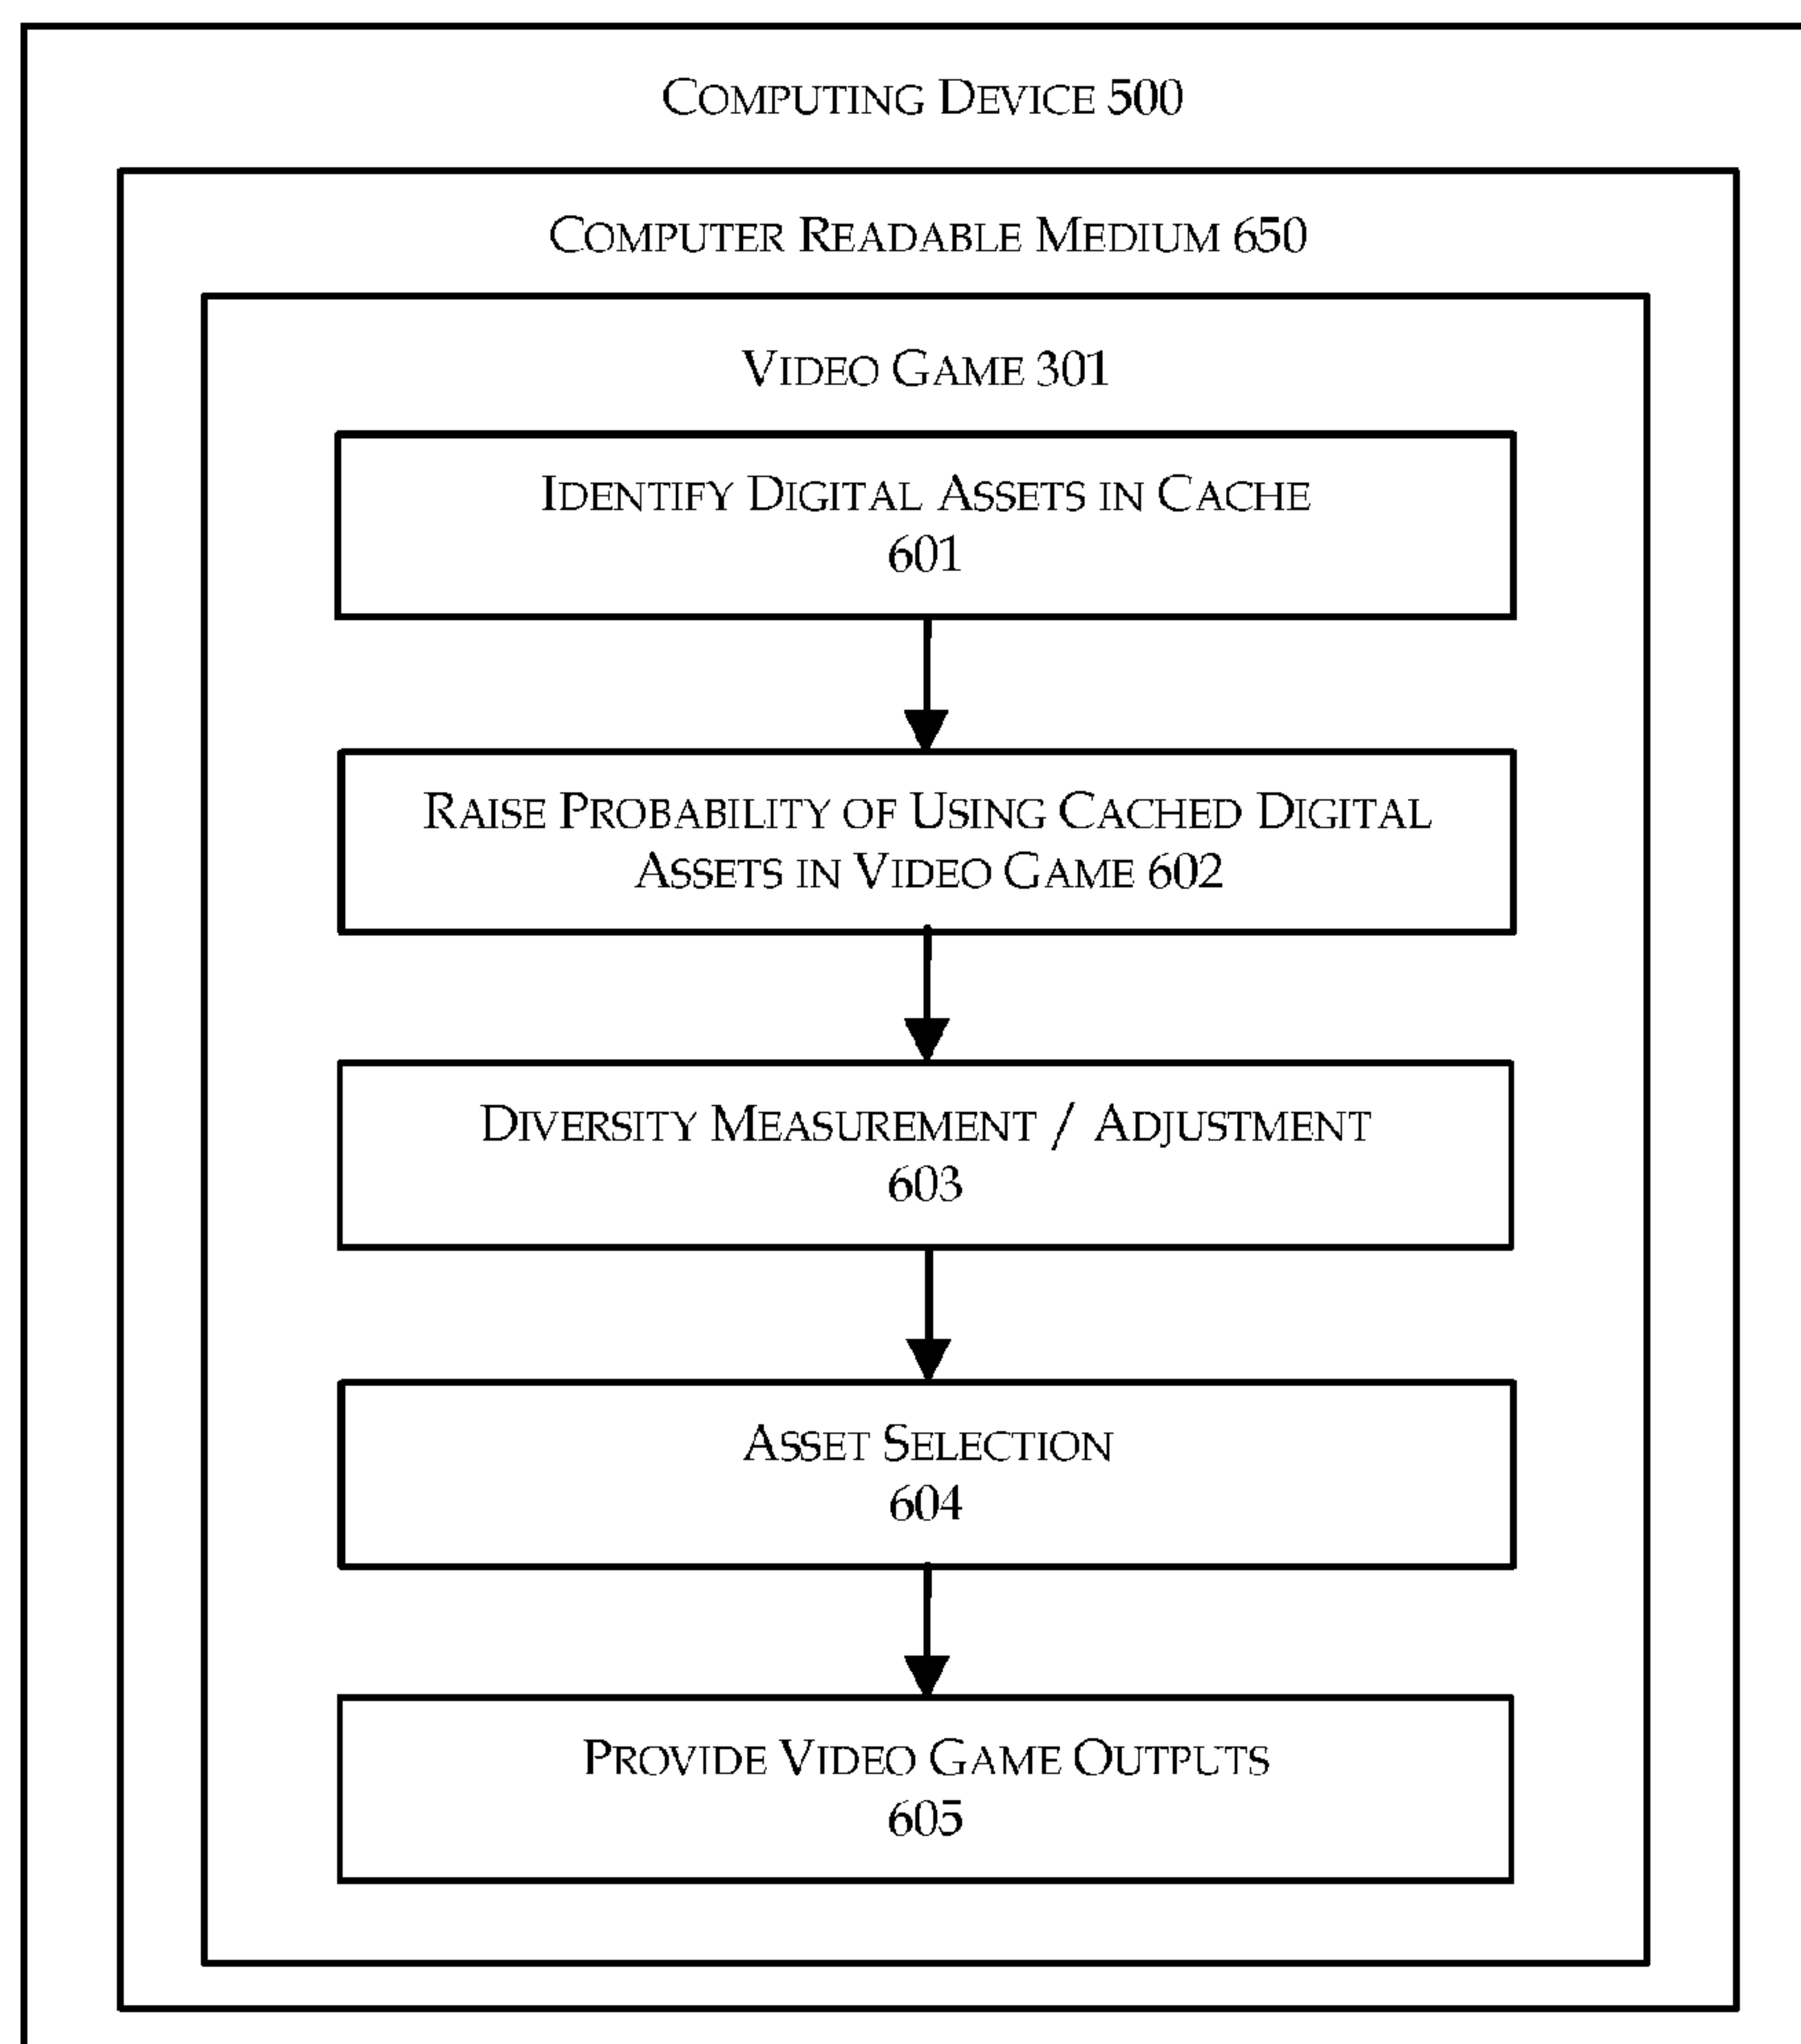 COMPUTING DEVICE 500
COMPUTER READABLE MEDIUM 650
VIDEO GAME 301
IDENTIFY DIGITAL ASSETS IN CACHE
601
RAISE PROBABILITY OF USING CACHED DIGITAL
ASSETS IN VIDEO GAME 602
DIVERSITY MEASUREMENT / ADJUSTMENT
603
ASSET SELECTION
604
PROVIDE VIDEO GAME OUTPUTS
605